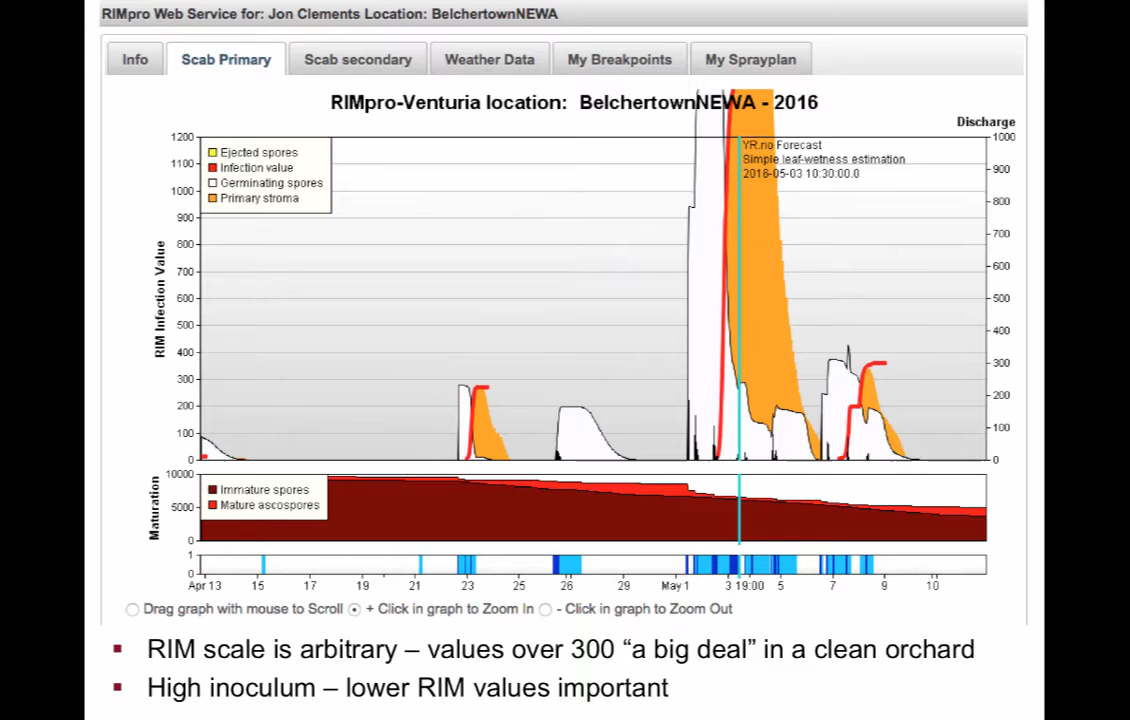 RIMpro Web Service for: Jon Clements Location: BelchertownNEWA
Info Scab Primary Scab secondary Weather Data My Breakpoints My Sprayplan
RIMpro-Venturia location: BelchertownNEWA - 2016
Discharge
1200
1100
1000
900
800
700
600
500
400
300
200
100
0
RIM Infection Value
Ejected spores
Infection value
Germinating spores
Primary stroma
YR.no Forecast
Simple leaf-wetness estimation
2016-05-03 10:30:00.0
1000
900
800
700
600
500
400
300
200
100
0
10000
5000
0
Maturation
Immature spores
Mature ascospores
10000
5000
0
1
0
1
0
Apr 13 15 17 19 21 23 25 26 29 May 1 3 19:00 5 7 9 10
Drag graph with mouse to Scroll + Click in graph to Zoom In - Click in graph to Zoom Out
▪ RIM scale is arbitrary – values over 300 “a big deal” in a clean orchard
▪ High inoculum – lower RIM values important